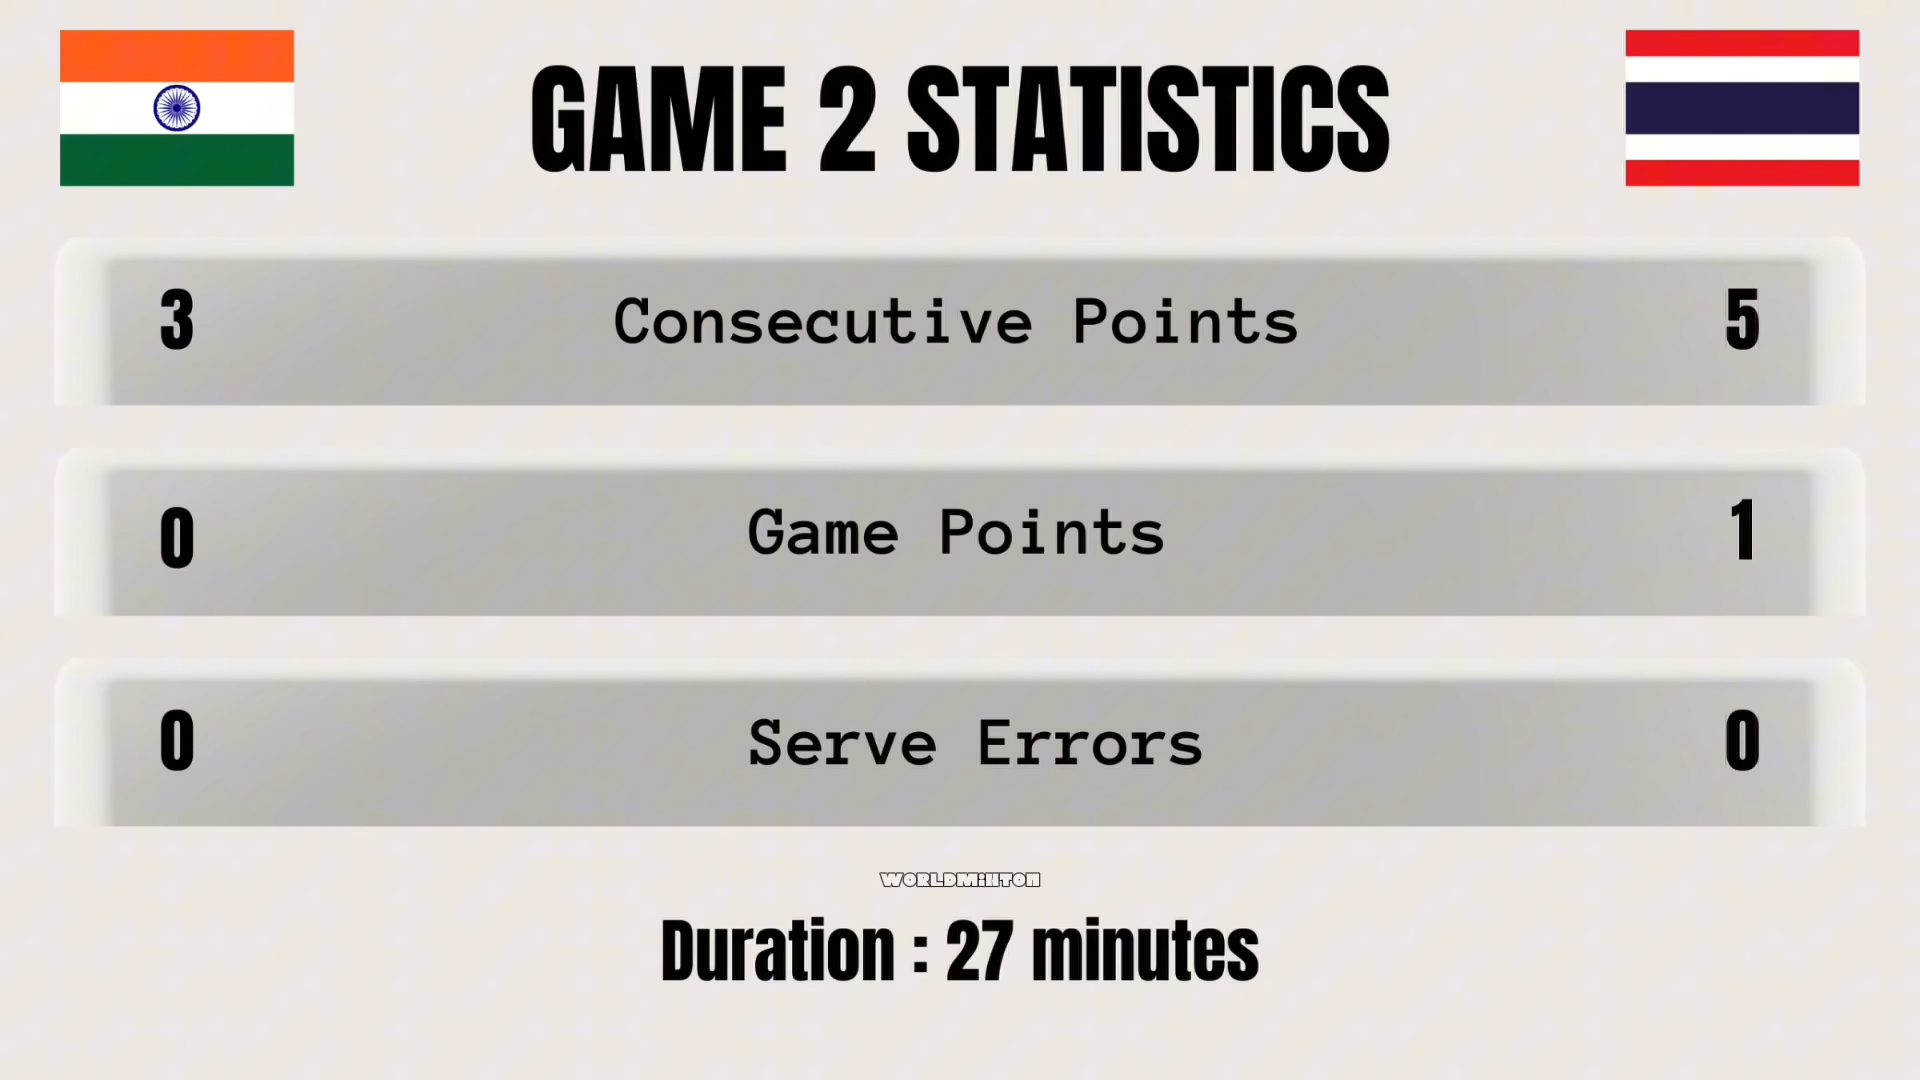 GAME 2 STATISTICS
3 Consecutive Points 5
0 Game Points 1
0 Serve Errors 0
WORLDMINTON
Duration : 27 minutes